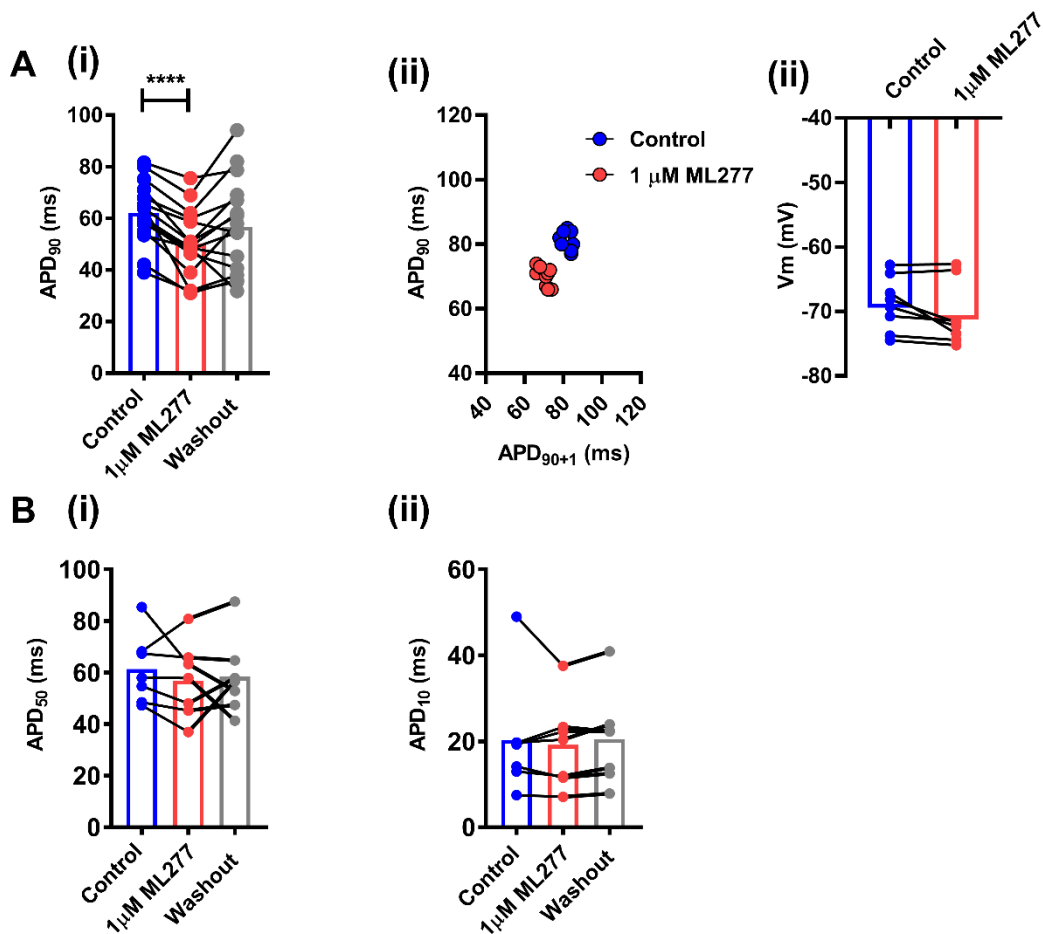 A (i)
****
APD90 (ms)
100
80
60
40
20
0
Control
1μM ML277
Washout
(ii)
APD90 (ms)
120
100
80
60
40
Control
1 μM ML277
40
60
80
100
120
APD90+1 (ms)
(ii)
Control
1μM ML277
Vm (mV)
-40
-50
-60
-70
-80
B (i)
APD50 (ms)
100
80
60
40
20
0
Control
1μM ML277
Washout
(ii)
APD10 (ms)
60
40
20
0
Control
1μM ML277
Washout